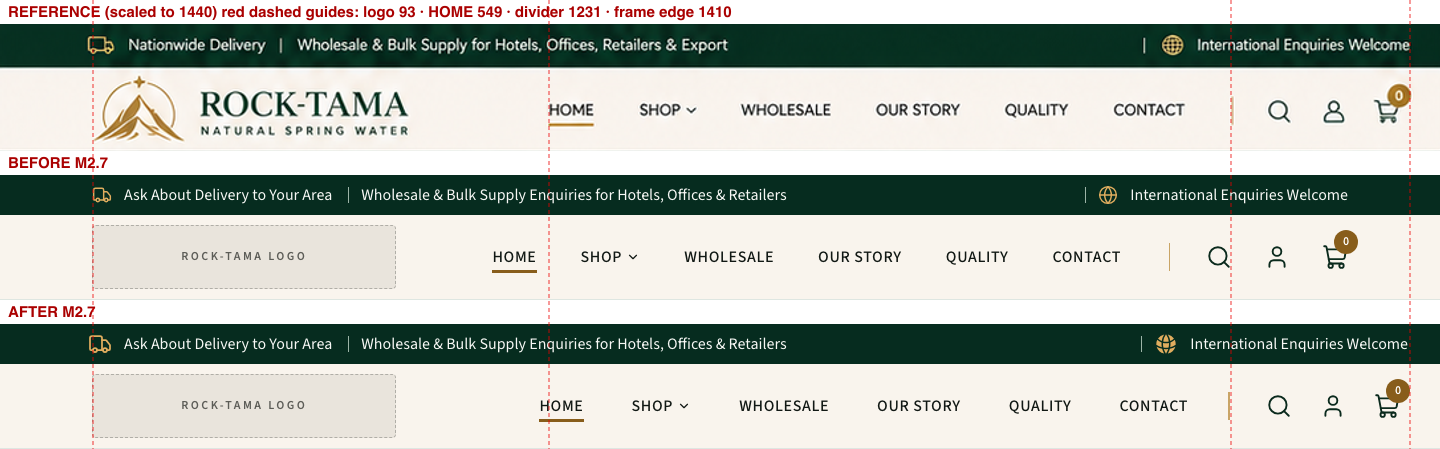 REFERENCE (scaled to 1440) red dashed guides: logo 93 · HOME 549 · divider 1231 · frame edge 1410
Nationwide Delivery | Wholesale & Bulk Supply for Hotels, Offices, Retailers & Export | International Enquiries Welcome
ROCK-TAMA
NATURAL SPRING WATER
HOME SHOP WHOLESALE OUR STORY QUALITY CONTACT 0
BEFORE M2.7
Ask About Delivery to Your Area | Wholesale & Bulk Supply Enquiries for Hotels, Offices & Retailers | International Enquiries Welcome
ROCK-TAMA LOGO HOME SHOP WHOLESALE OUR STORY QUALITY CONTACT 0
AFTER M2.7
Ask About Delivery to Your Area | Wholesale & Bulk Supply Enquiries for Hotels, Offices & Retailers | International Enquiries Welcome
ROCK-TAMA LOGO HOME SHOP WHOLESALE OUR STORY QUALITY CONTACT 0